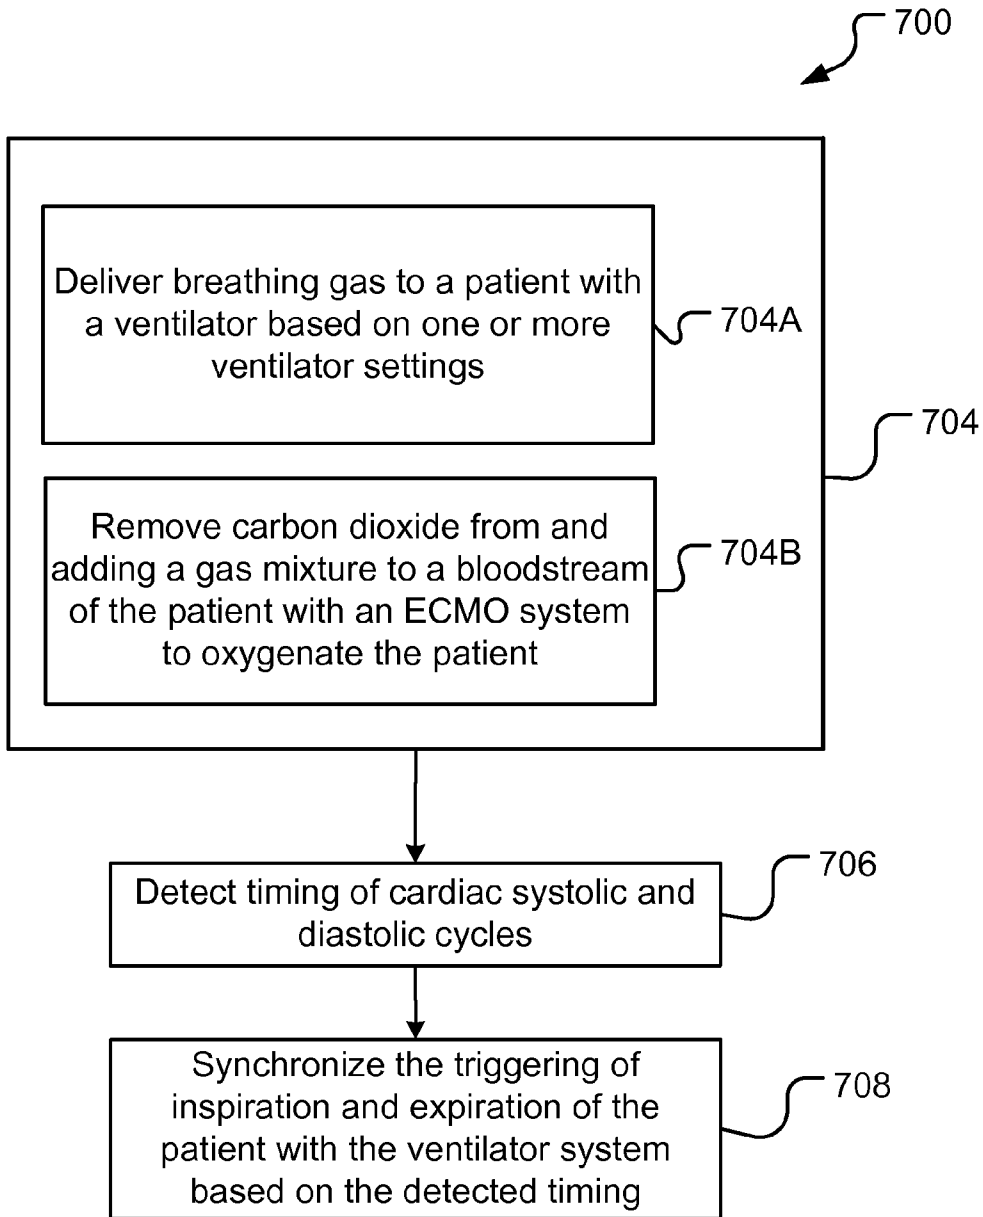 700
Deliver breathing gas to a patient with
a ventilator based on one or more
ventilator settings
704A
704
Remove carbon dioxide from and
adding a gas mixture to a bloodstream
of the patient with an ECMO system
to oxygenate the patient
704B
Detect timing of cardiac systolic and
diastolic cycles
706
Synchronize the triggering of
inspiration and expiration of the
patient with the ventilator system
based on the detected timing
708